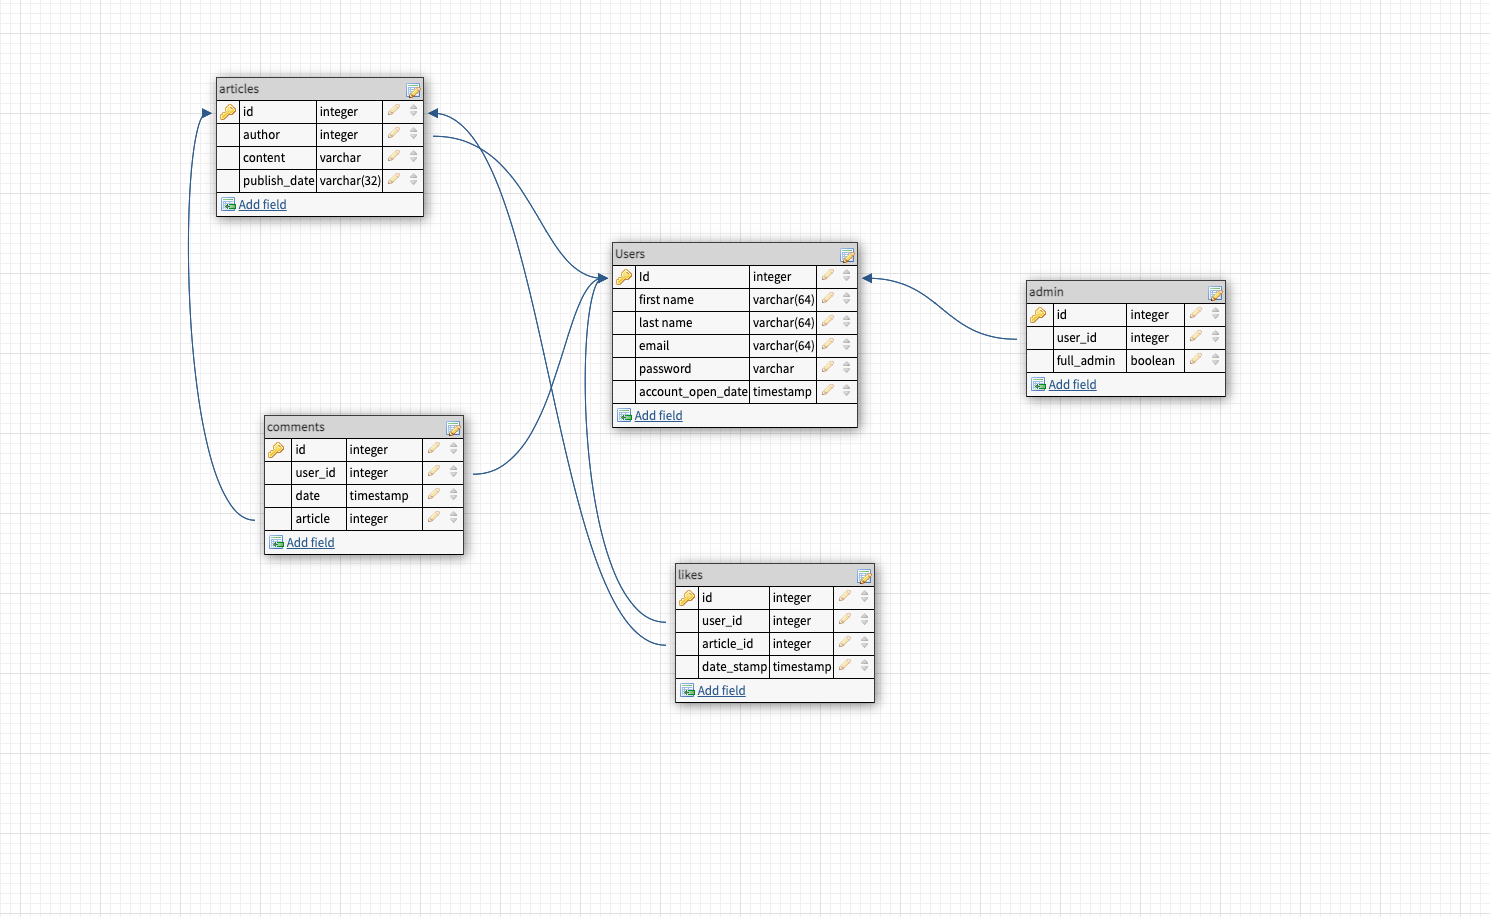 articles
id integer
author integer
content varchar
publish_date varchar(32)
Add field
Users
Id integer
first name varchar(64)
last name varchar(64)
email varchar(64)
password varchar
account_open_date timestamp
Add field
admin
id integer
user_id integer
full_admin boolean
Add field
comments
id integer
user_id integer
date timestamp
article integer
Add field
likes
id integer
user_id integer
article_id integer
date_stamp timestamp
Add field